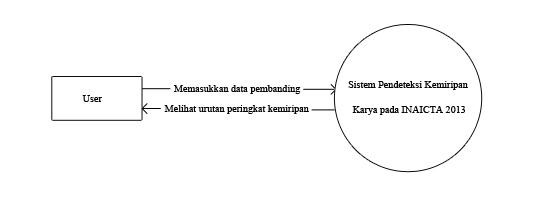 User
Memasukkan data pembanding
Melihat urutan peringkat kemiripan
Sistem Pendeteksi Kemiripan
Karya pada INAICTA 2013